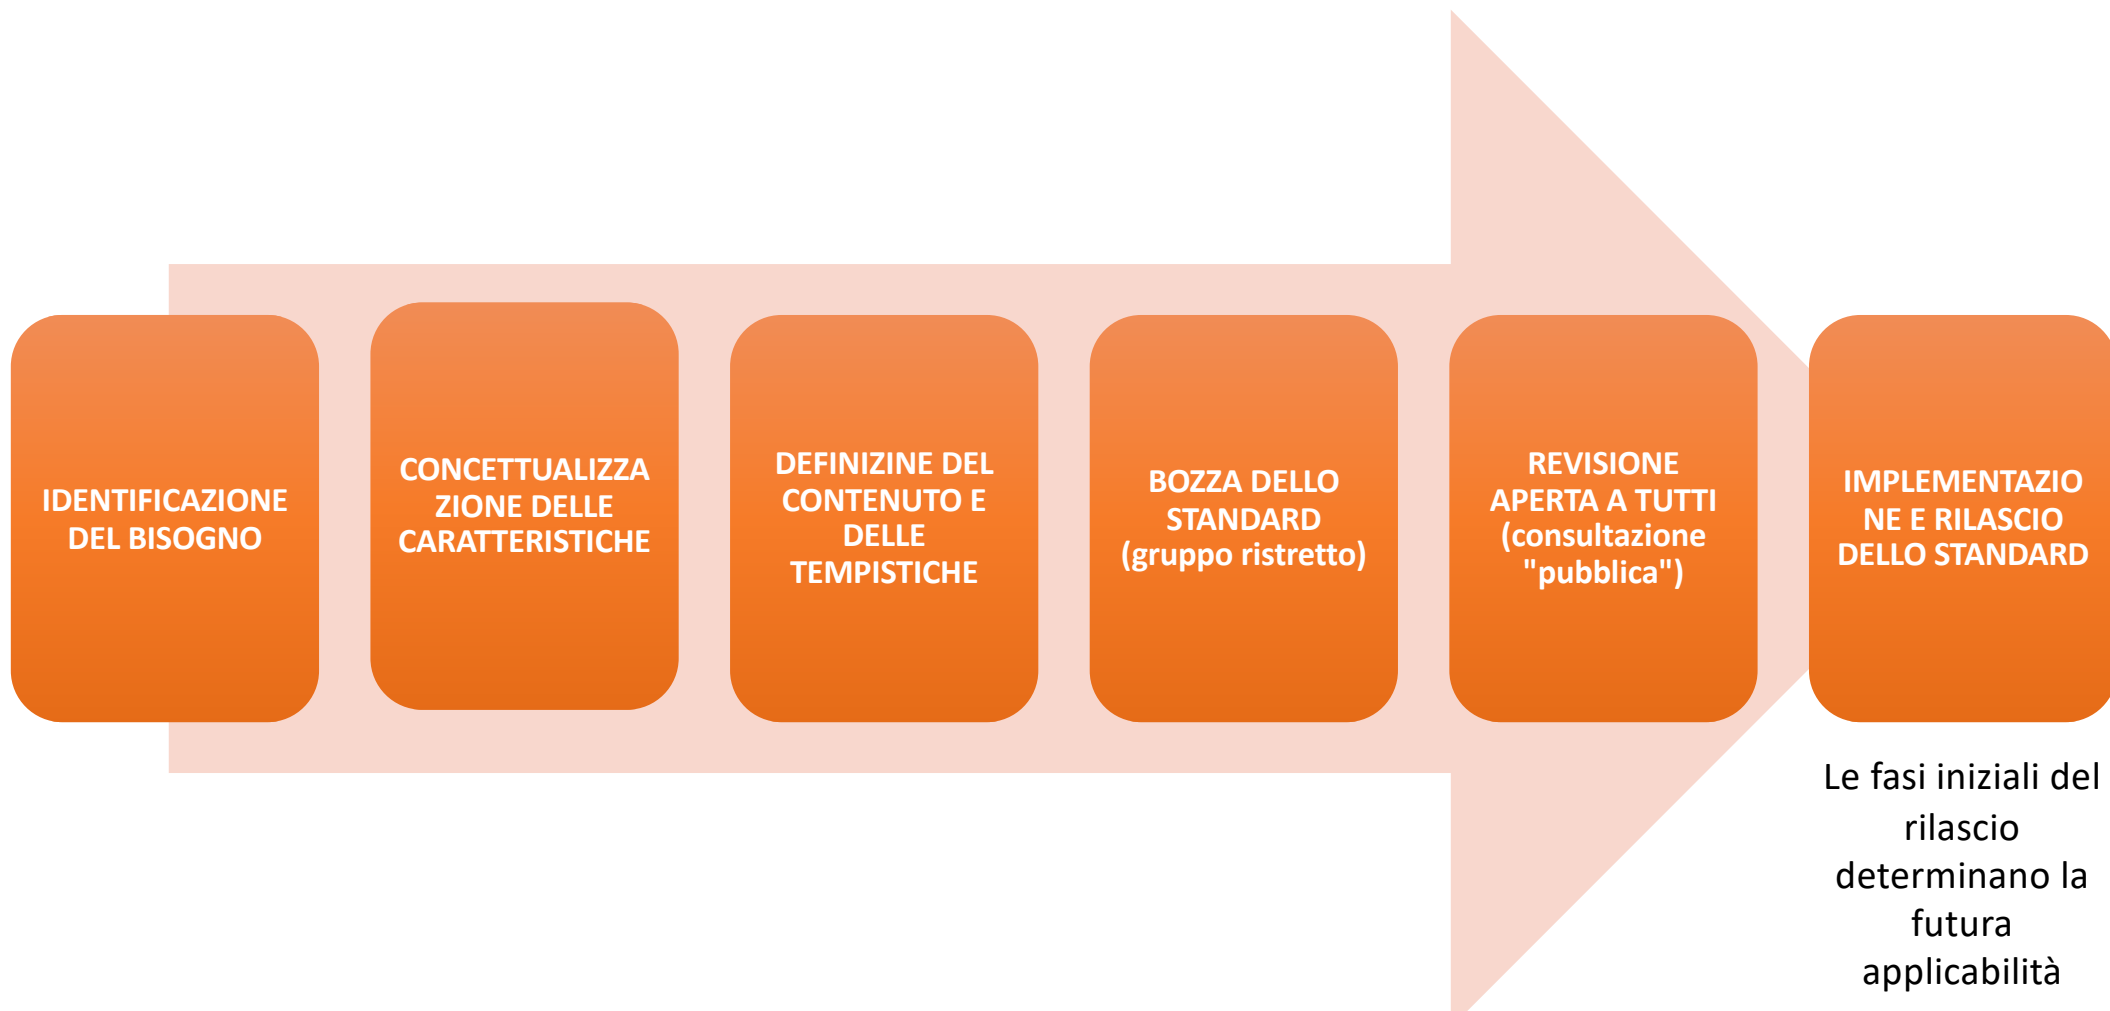 IDENTIFICAZIONE
DEL BISOGNO
CONCETTUALIZZA
ZIONE DELLE
CARATTERISTICHE
DEFINIZINE DEL
CONTENUTO E
DELLE
TEMPISTICHE
BOZZA DELLO
STANDARD
(gruppo ristretto)
REVISIONE
APERTA A TUTTI
(consultazione
"pubblica")
IMPLEMENTAZIO
NE E RILASCIO
DELLO STANDARD
Le fasi iniziali del
rilascio
determinano la
futura
applicabilità